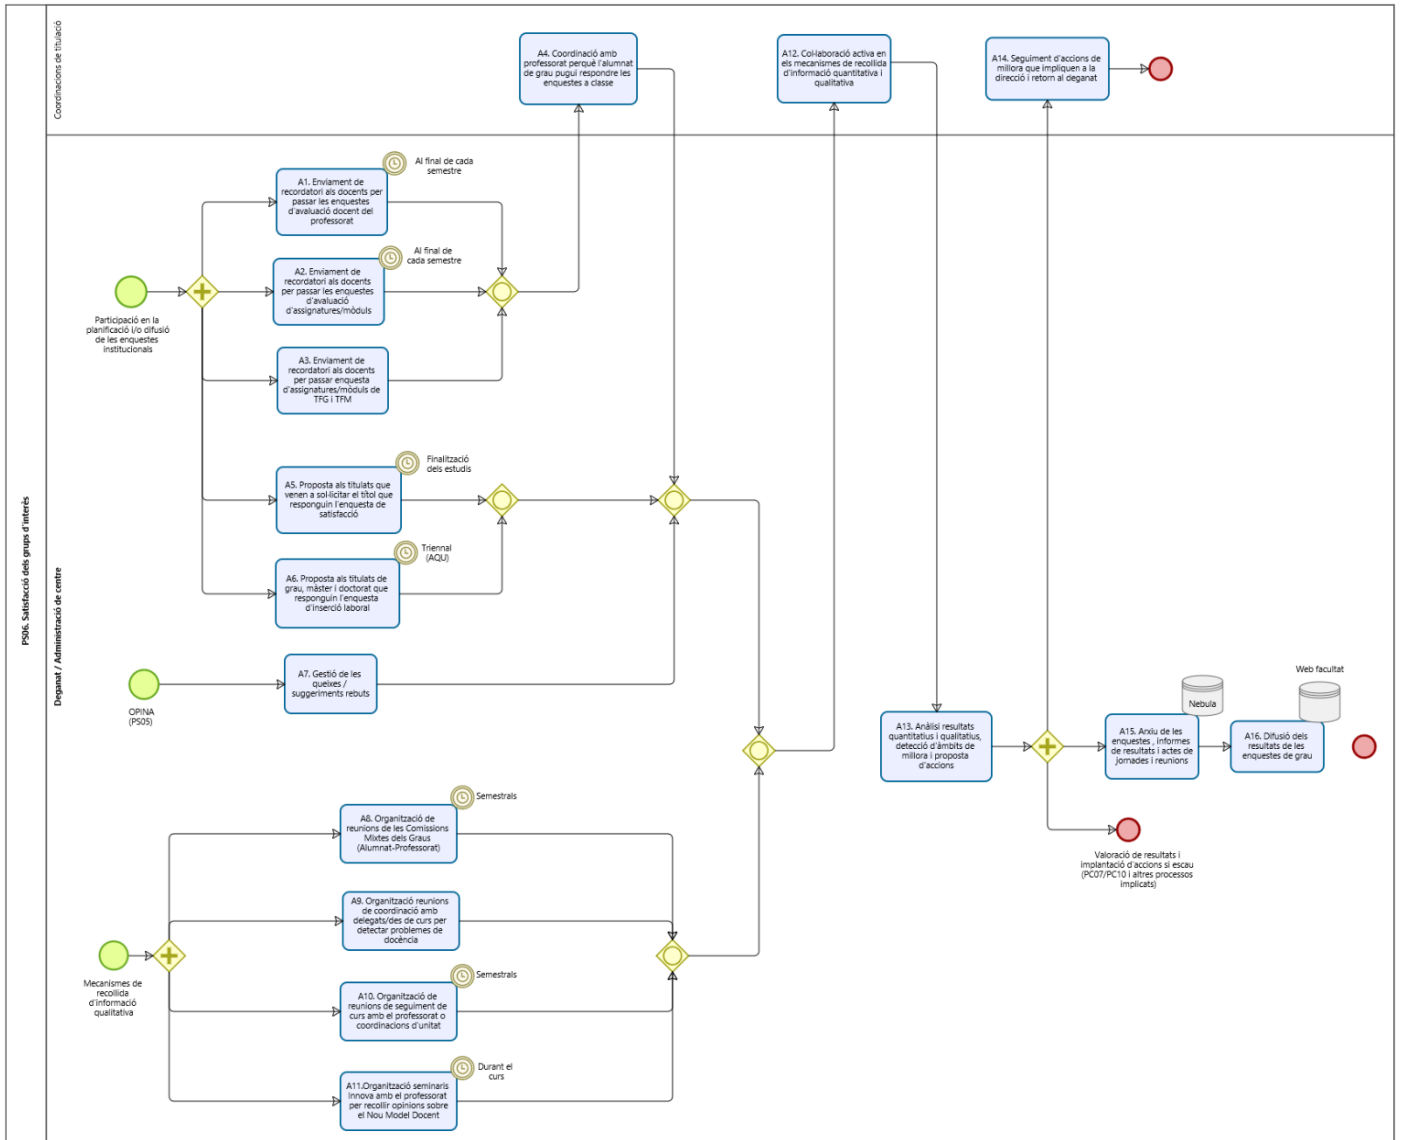 PS06. Satisfacció dels grups d'interès
Coordinacions de titulació
A4. Coordinació amb
professorat perquè l'alumnat
de grau pugui respondre les
enquestes a classe
A12. Col·laboració activa en
els mecanismes de recollida
d'informació quantitativa i
qualitativa
A14. Seguiment d'accions de
millora que impliquen a la
direcció i retorn al deganat
Deganat / Administració de centre
Al final de cada
semestre
A1. Enviament de
recordatori als docents per
passar les enquestes
d'avaluació docent del
professorat
Al final de
cada semestre
A2. Enviament de
recordatori als docents
per passar les enquestes
d'avaluació
d'assignatures/mòduls
Participació en la
planificació i/o difusió
de les enquestes
institucionals
A3. Enviament de
recordatori als docents
per passar enquesta
d'assignatures/mòduls de
TFG i TFM
Finalització
dels estudis
A5. Proposta als titulats que
venen a sol·licitar el títol que
responguin l'enquesta de
satisfacció
Triennal
(AQU)
A6. Proposta als titulats de
grau, màster i doctorat que
responguin l'enquesta
d'inserció laboral
A7. Gestió de les
queixes /
suggeriments rebuts
OPINA
(PS05)
Web facultat
Nebula
A13. Anàlisi resultats
quantitatius i qualitatius,
detecció d'àmbits de
millora i proposta
d'accions
A15. Arxiu de les
enquestes , informes
de resultats i actes de
jornades i reunions
A16. Difusió dels
resultats de les
enquestes de grau
Valoració de resultats i
implantació d'accions si escau
(PC07/PC10 i altres processos
implicats)
Semestrals
A8. Organització de
reunions de les Comissions
Mixtes dels Graus
(Alumnat-Professorat)
A9. Organització reunions
de coordinació amb
delegats/des de curs per
detectar problemes de
docència
Mecanismes de
recollida
d'informació
qualitativa
Semestrals
A10. Organització de
reunions de seguiment de
curs amb el professorat o
coordinacions d'unitat
Durant el
curs
A11.Organització seminaris
Innova amb el professorat
per recollir opinions sobre
el Nou Model Docent